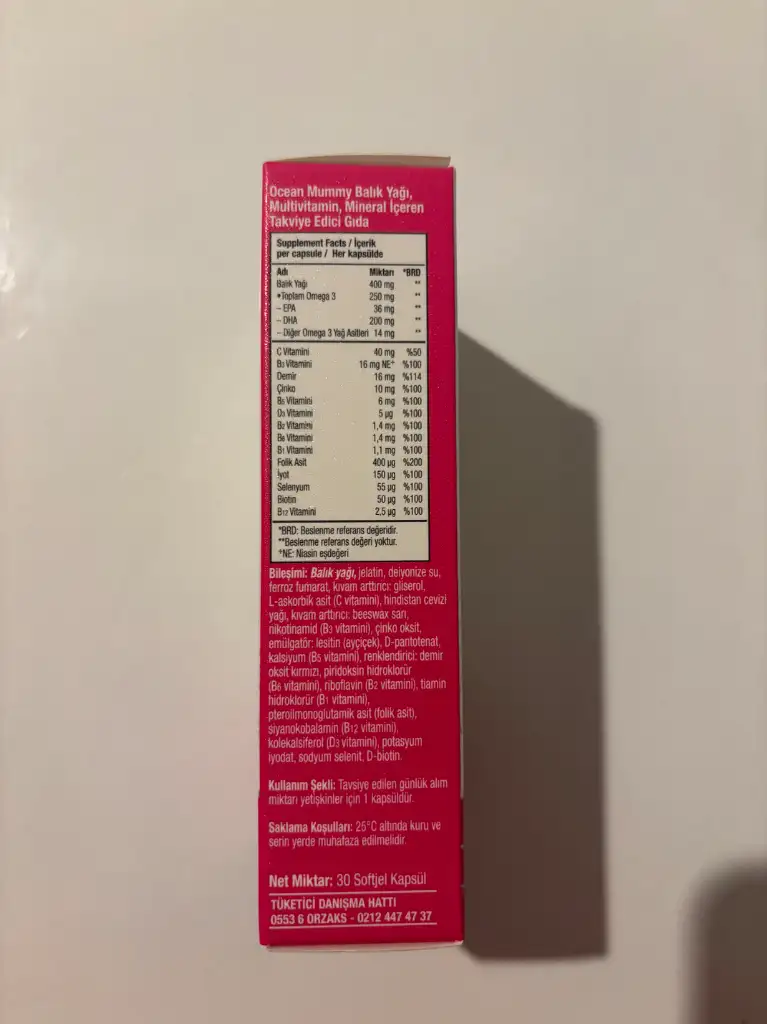 Ocean Mummy Balık Yağı,
Multivitamin, Mineral İçeren
Takviye Edici Gıda
Supplement Facts / İçerik
per capsule / Her kapsülde
Adı Miktarı *BRD
Balık Yağı 400 mg **
•Toplam Omega 3 250 mg **
– EPA 36 mg **
– DHA 200 mg **
– Diğer Omega 3 Yağ Asitleri 14 mg **
C Vitamini 40 mg %50
B3 Vitamini 16 mg NE+ %100
Demir 16 mg %114
Çinko 10 mg %100
B5 Vitamini 6 mg %100
D3 Vitamini 5 µg %100
B2 Vitamini 1,4 mg %100
B6 Vitamini 1,4 mg %100
B1 Vitamini 1,1 mg %100
Folik Asit 400 µg %200
İyot 150 µg %100
Selenyum 55 µg %100
Biotin 50 µg %100
B12 Vitamini 2,5 µg %100
*BRD: Beslenme referans değeridir.
**Beslenme referans değeri yoktur.
+NE: Niasin eşdeğeri
Bileşimi: Balık yağı, jelatin, deiyonize su,
ferroz fumarat, kıvam arttırıcı: gliserol,
L-askorbik asit (C vitamini), hindistan cevizi
yağı, kıvam arttırıcı: beeswax sarı,
nikotinamid (B3 vitamini), çinko oksit,
emülgatör: lesitin (ayçiçek), D-pantotenat,
kalsiyum (B5 vitamini), renklendirici: demir
oksit kırmızı, piridoksin hidroklorür
(B6 vitamini), riboflavin (B2 vitamini), tiamin
hidroklorür (B1 vitamini),
pteroilmonoglutamik asit (folik asit),
siyanokobalamin (B12 vitamini),
kolekalsiferol (D3 vitamini), potasyum
iyodat, sodyum selenit, D-biotin.
Kullanım Şekli: Tavsiye edilen günlük alım
miktarı yetişkinler için 1 kapsüldür.
Saklama Koşulları: 25°C altında kuru ve
serin yerde muhafaza edilmelidir.
Net Miktar: 30 Softjel Kapsül
TÜKETİCİ DANIŞMA HATTI
0553 6 ORZAKS - 0212 447 47 37